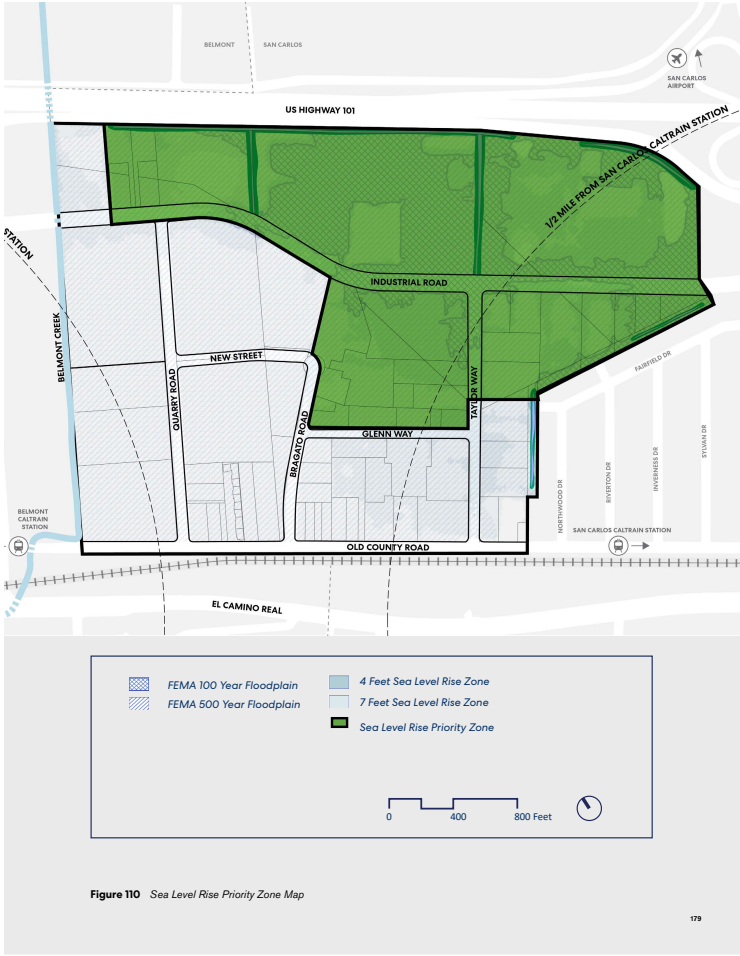 BELMONT
SAN CARLOS
SAN CARLOS
AIRPORT
US HIGHWAY 101
1/2 MILE FROM SAN CARLOS CALTRAIN STATION
STATION
INDUSTRIAL ROAD
BELMONT CREEK
NEW STREET
QUARRY ROAD
BRAGATO ROAD
TAYLOR WAY
FAIRFIELD DR
GLENN WAY
NORTHWOOD DR
RIVERTON DR
INVERNESS DR
SYLVAN DR
BELMONT
CALTRAIN
STATION
SAN CARLOS CALTRAIN STATION
OLD COUNTY ROAD
EL CAMINO REAL
FEMA 100 Year Floodplain
FEMA 500 Year Floodplain
4 Feet Sea Level Rise Zone
7 Feet Sea Level Rise Zone
Sea Level Rise Priority Zone
0 400 800 Feet
Figure 110 Sea Level Rise Priority Zone Map
179